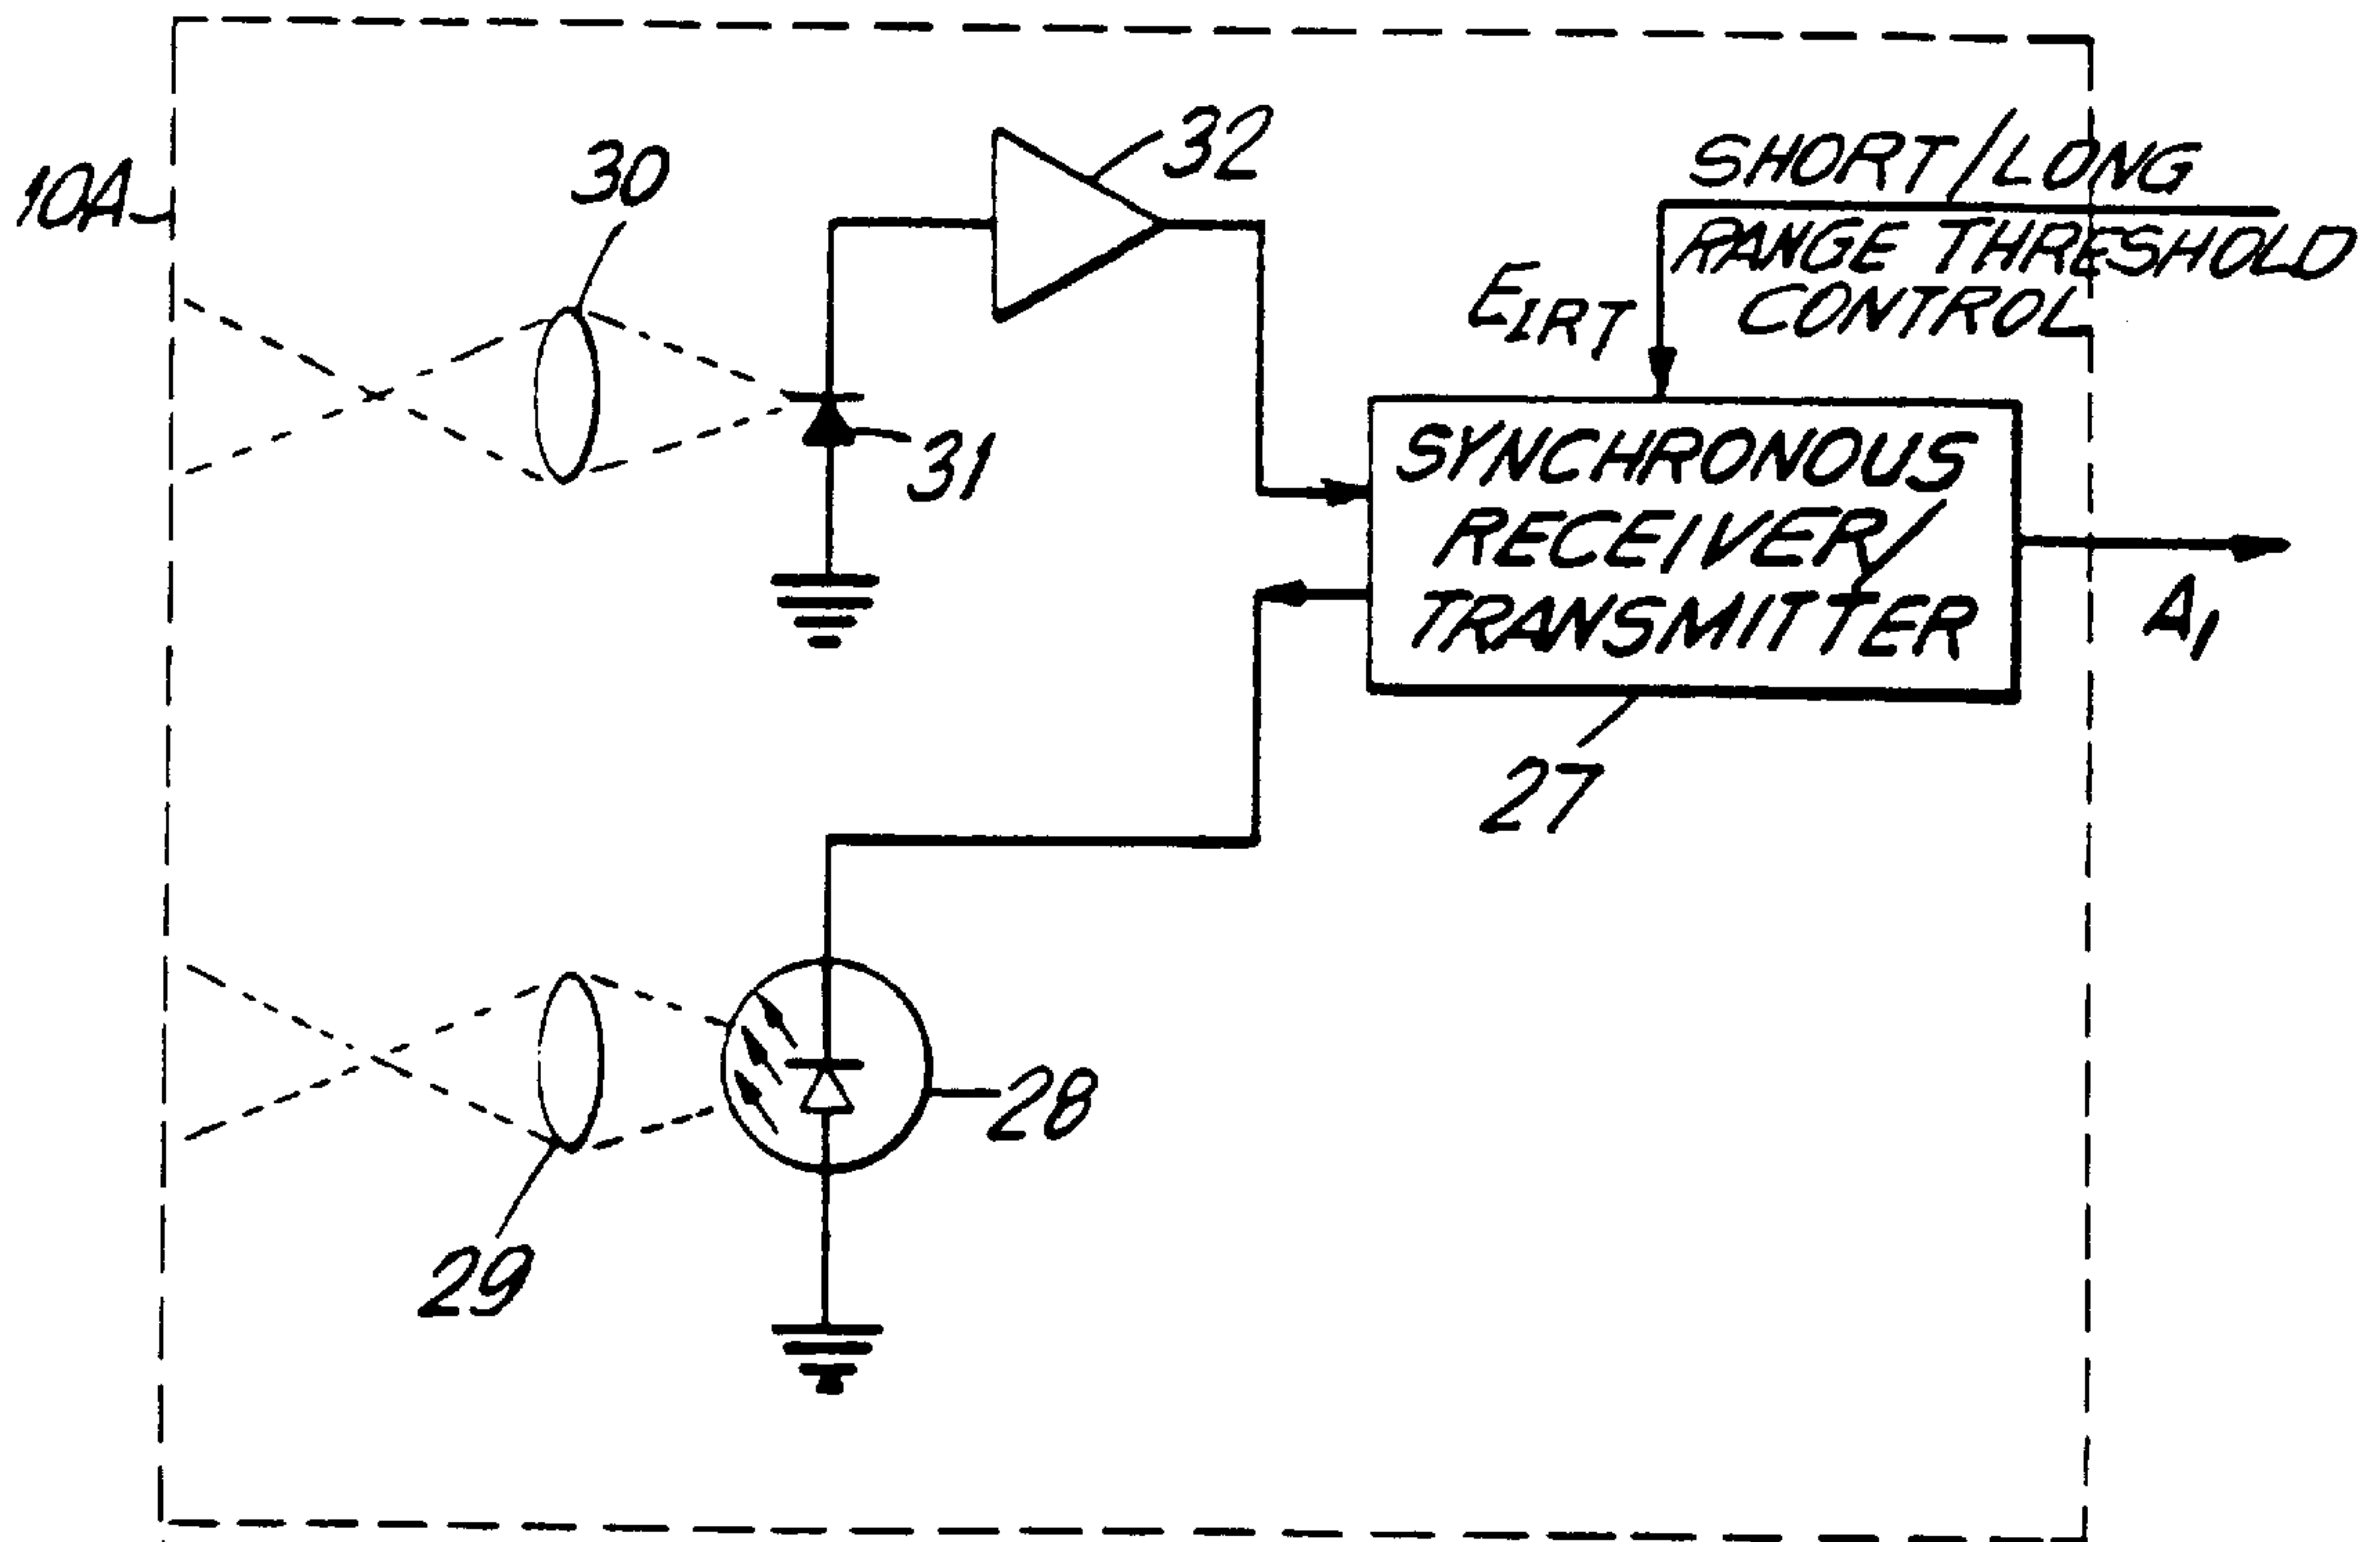 10A
30
32
31
SHORT/LONG
RANGE THRESHOLD
CONTROL
EIRT
SYNCHRONOUS
RECEIVER/
TRANSMITTER
A1
27
28
29